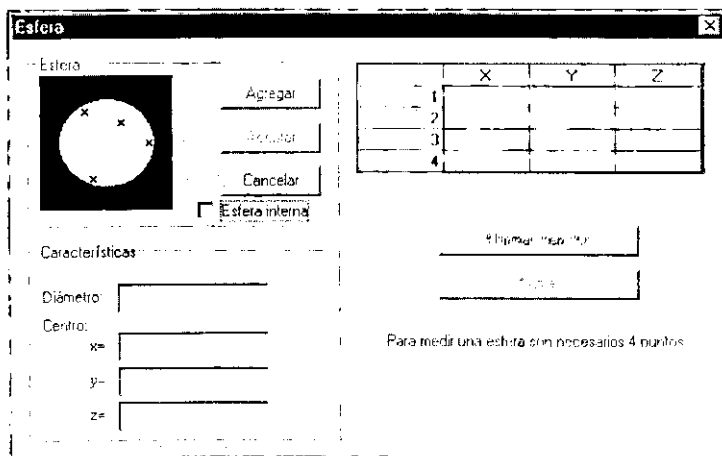 Esfera
Esfera
Agregar
Cancelar
Esfera interna
X Y Z
1
2
3
4
Características
Diámetro:
Centro:
x=
y=
z=
Para medir una esfera son necesarios 4 puntos